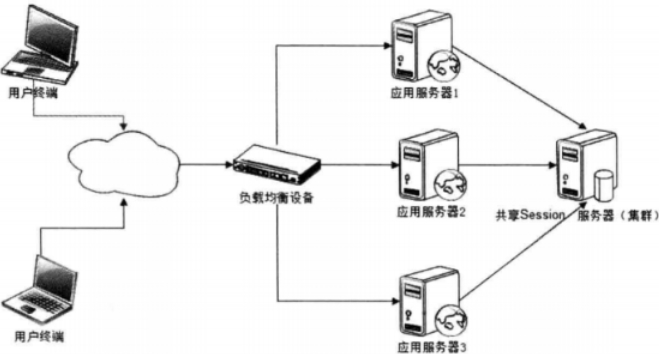 用户终端
应用服务器1
负载均衡设备
应用服务器2
共享Session 服务器（集群）
用户终端
应用服务器3